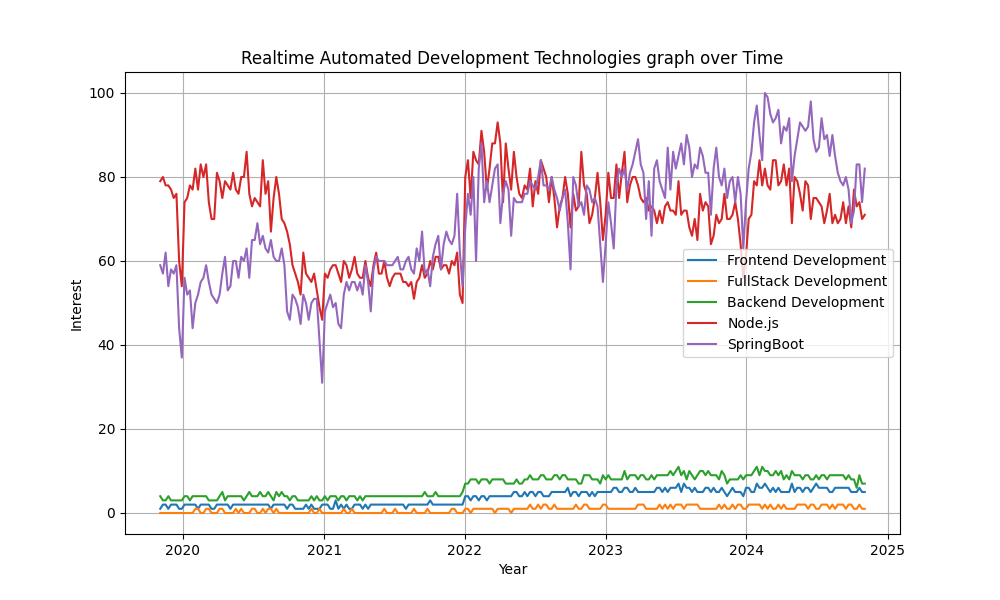 Realtime Automated Development Technologies graph over Time
Interest
100
80
60
40
20
0
2020
2021
2022
2023
2024
2025
Year
Frontend Development
FullStack Development
Backend Development
Node.js
SpringBoot